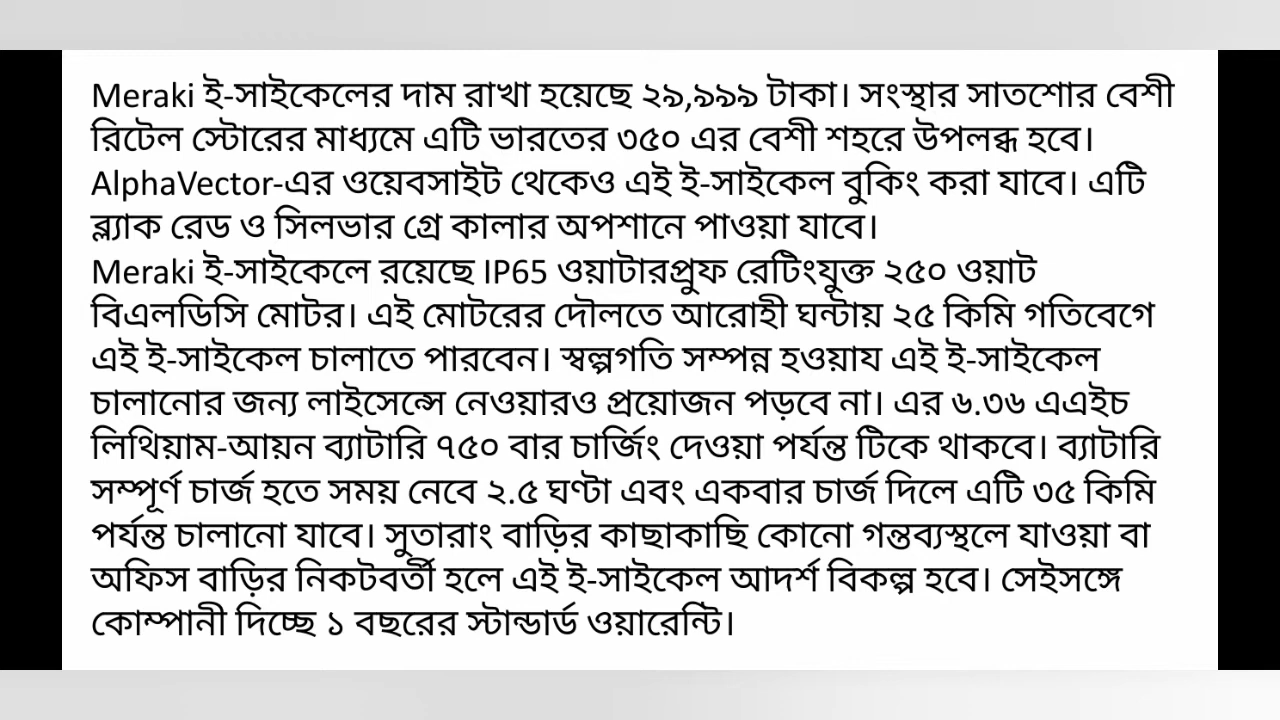 Meraki ই-সাইকেলের দাম রাখা হয়েছে ২৯,৯৯৯ টাকা। সংস্থার সাতশোর বেশী
রিটেল স্টোরের মাধ্যমে এটি ভারতের ৩৫০ এর বেশী শহরে উপলব্ধ হবে।
AlphaVector-এর ওয়েবসাইট থেকেও এই ই-সাইকেল বুকিং করা যাবে। এটি
ব্ল্যাক রেড ও সিলভার গ্রে কালার অপশানে পাওয়া যাবে।
Meraki ই-সাইকেলে রয়েছে IP65 ওয়াটারপ্রুফ রেটিংযুক্ত ২৫০ ওয়াট
বিএলডিসি মোটর। এই মোটরের দৌলতে আরোহী ঘন্টায় ২৫ কিমি গতিবেগে
এই ই-সাইকেল চালাতে পারবেন। স্বল্পগতি সম্পন্ন হওয়ায এই ই-সাইকেল
চালানোর জন্য লাইসেন্সে নেওয়ারও প্রয়োজন পড়বে না। এর ৬.৩৬ এএইচ
লিথিয়াম-আয়ন ব্যাটারি ৭৫০ বার চার্জিং দেওয়া পর্যন্ত টিকে থাকবে। ব্যাটারি
সম্পূর্ণ চার্জ হতে সময় নেবে ২.৫ ঘণ্টা এবং একবার চার্জ দিলে এটি ৩৫ কিমি
পর্যন্ত চালানো যাবে। সুতারাং বাড়ির কাছাকাছি কোনো গন্তব্যস্থলে যাওয়া বা
অফিস বাড়ির নিকটবর্তী হলে এই ই-সাইকেল আদর্শ বিকল্প হবে। সেইসঙ্গে
কোম্পানী দিচ্ছে ১ বছরের স্টান্ডার্ড ওয়ারেন্টি।